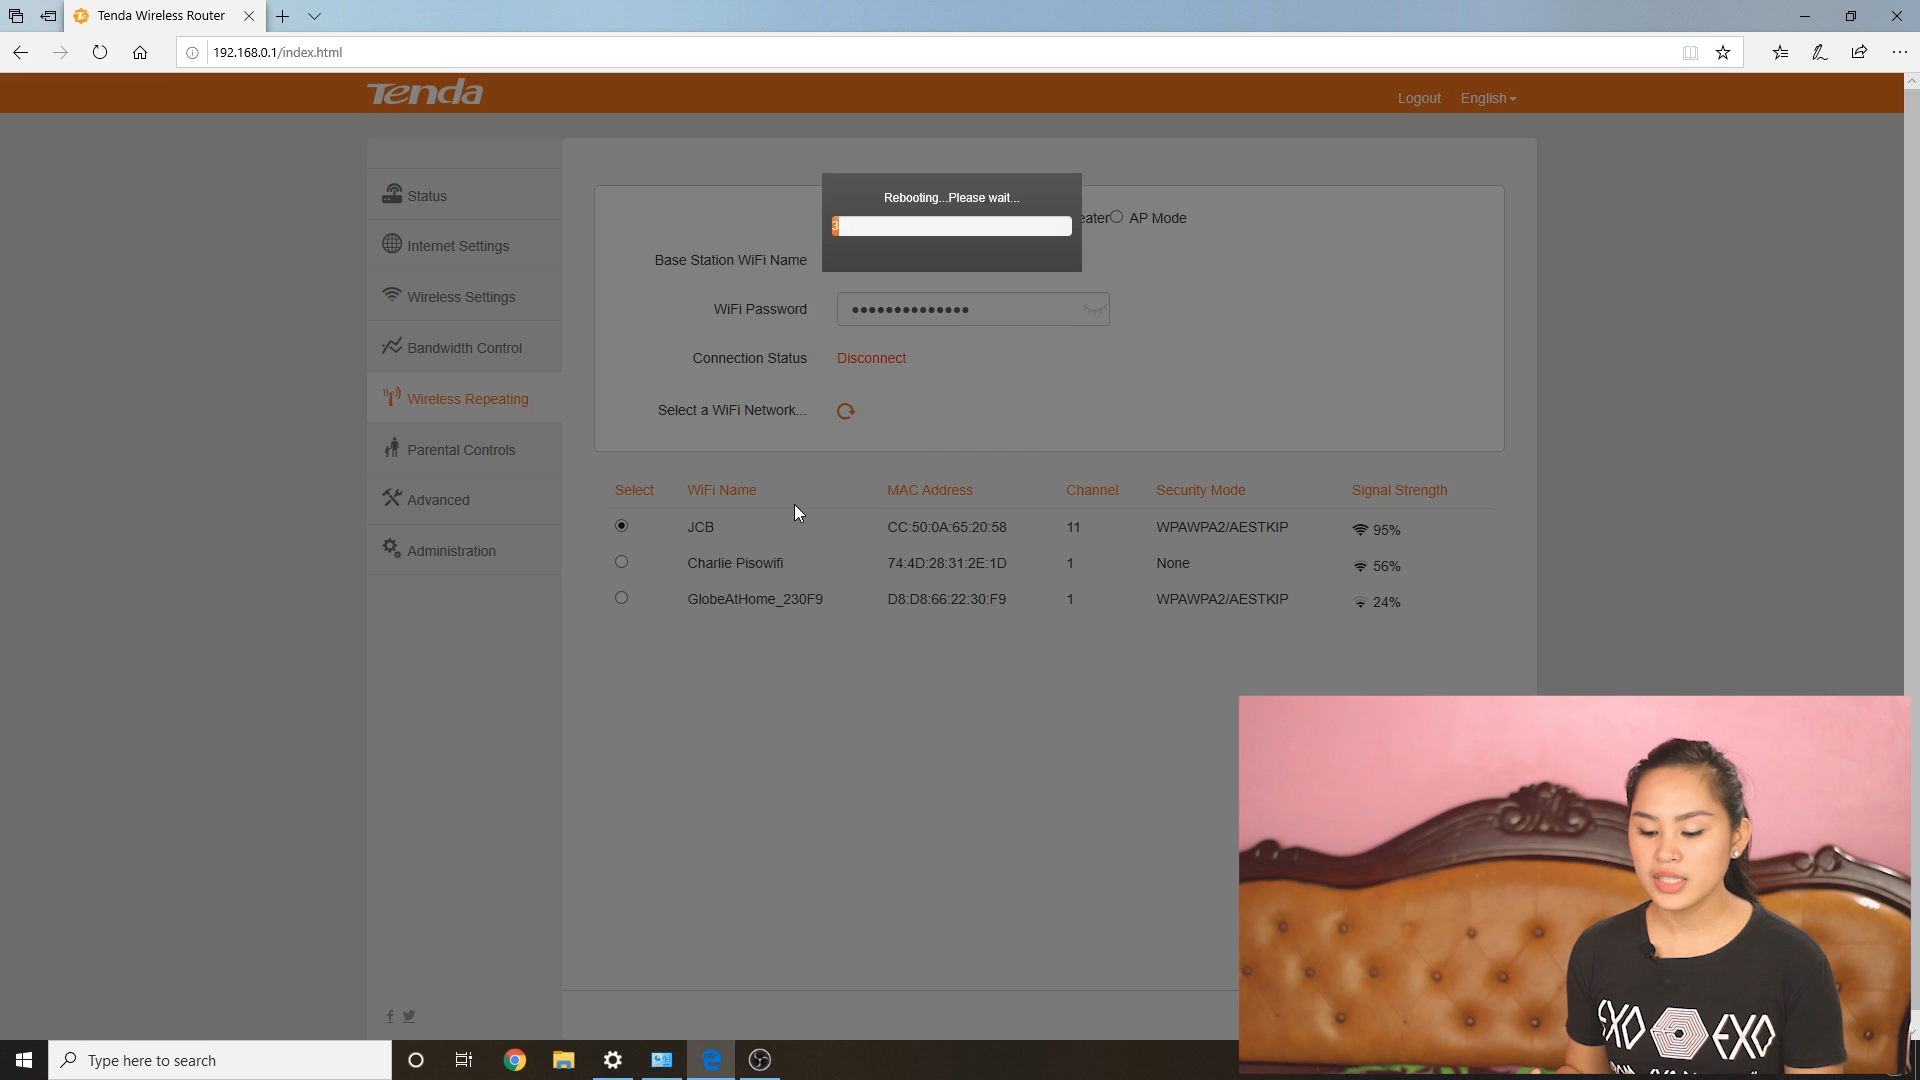 Tenda Wireless Router
192.168.0.1/index.html
Tenda
Logout English
Rebooting...Please wait...
3
eater AP Mode
Status
Internet Settings
Wireless Settings
Bandwidth Control
Wireless Repeating
Parental Controls
Advanced
Administration
Base Station WiFi Name
WiFi Password ••••••••••••••
Connection Status Disconnect
Select a WiFi Network...
Select WiFi Name MAC Address Channel Security Mode Signal Strength
JCB CC:50:0A:65:20:58 11 WPAWPA2/AESTKIP 95%
Charlie Pisowifi 74:4D:28:31:2E:1D 1 None 56%
GlobeAtHome_230F9 D8:D8:66:22:30:F9 1 WPAWPA2/AESTKIP 24%
EXO EXO
Type here to search